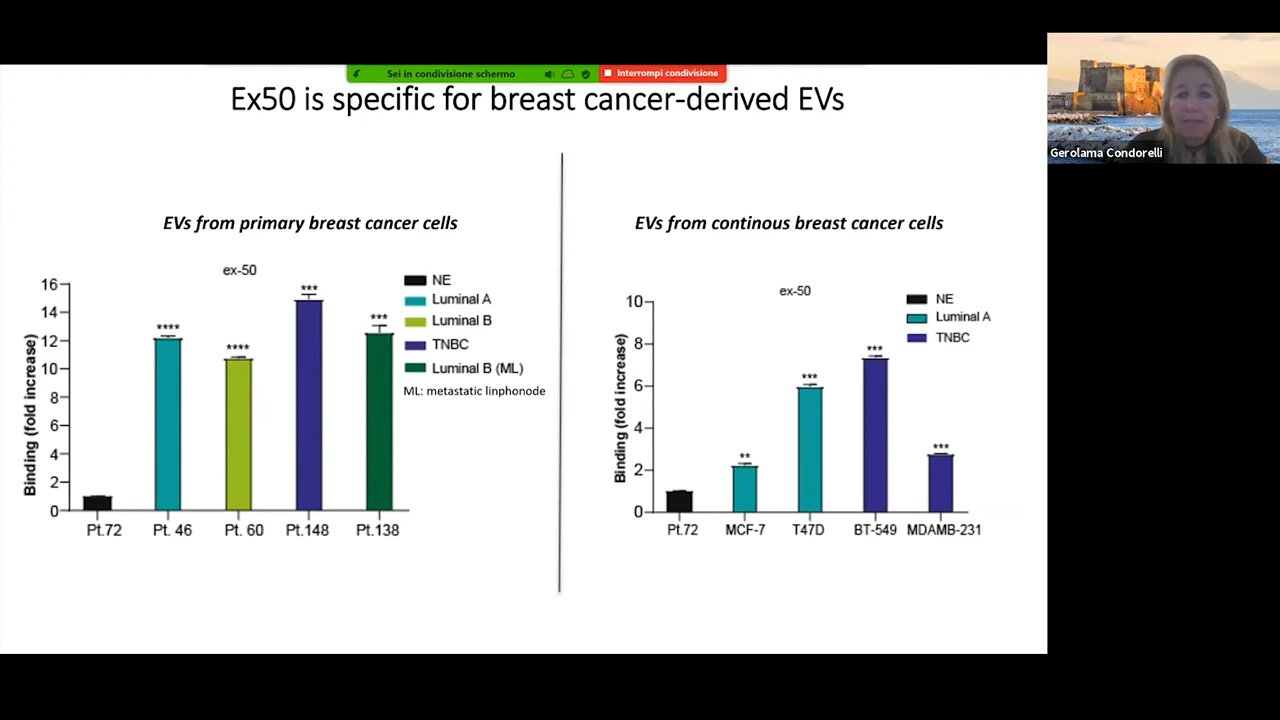 Sei in condivisione schermo
Interrompi condivisione
Ex50 is specific for breast cancer-derived EVs
Gerolama Condorelli
EVs from primary breast cancer cells
ex-50
Binding (fold increase)
16
14
12
10
8
6
4
2
0
****
****
***
***
Pt.72 Pt. 46 Pt. 60 Pt.148 Pt.138
NE
Luminal A
Luminal B
TNBC
Luminal B (ML)
ML: metastatic linphonode
EVs from continous breast cancer cells
ex-50
Binding (fold increase)
10
8
6
4
2
0
**
***
***
***
Pt.72 MCF-7 T47D BT-549 MDAMB-231
NE
Luminal A
TNBC